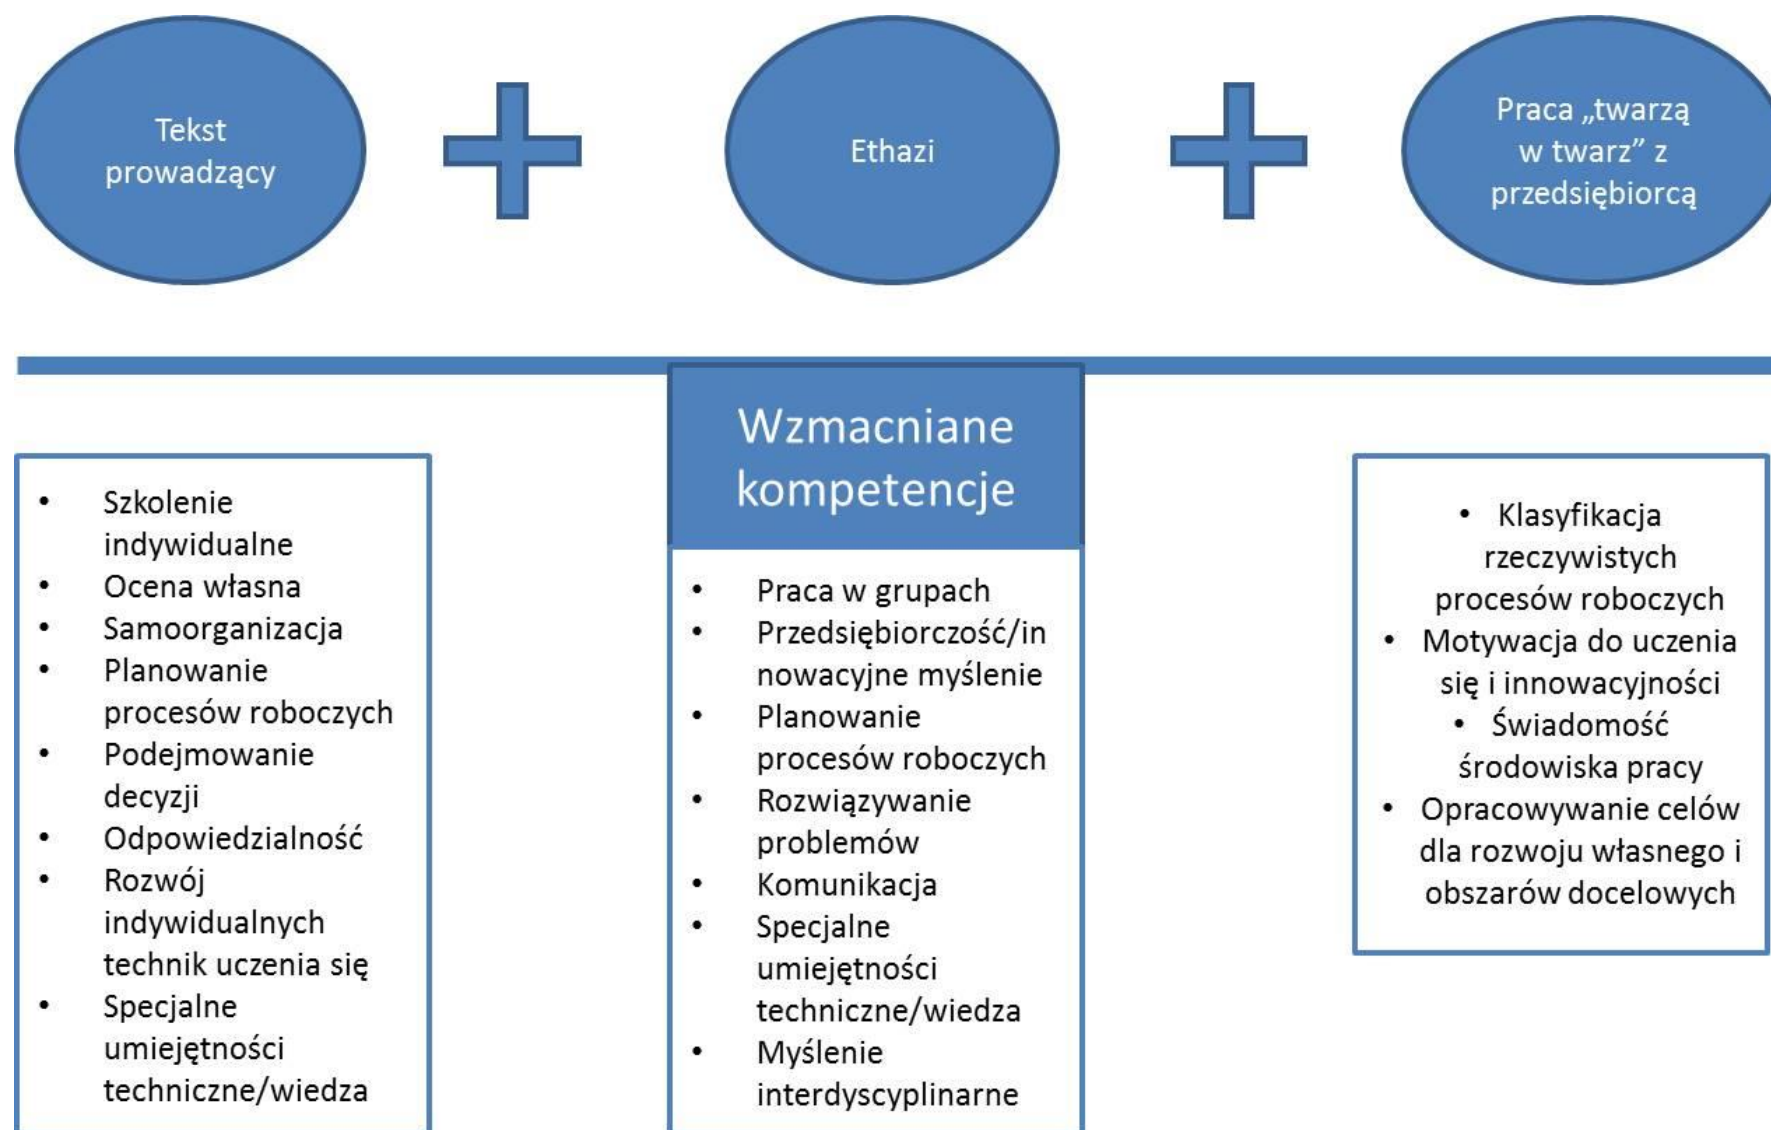 Tekst
prowadzący
Ethazi
Praca „twarzą
w twarz” z
przedsiębiorcą
Wzmacniane
kompetencje
• Szkolenie
indywidualne
• Ocena własna
• Samoorganizacja
• Planowanie
procesów roboczych
• Podejmowanie
decyzji
• Odpowiedzialność
• Rozwój
indywidualnych
technik uczenia się
• Specjalne
umiejętności
techniczne/wiedza
• Praca w grupach
• Przedsiębiorczość/in
nowacyjne myślenie
• Planowanie
procesów roboczych
• Rozwiązywanie
problemów
• Komunikacja
• Specjalne
umiejętności
techniczne/wiedza
• Myślenie
interdyscyplinarne
• Klasyfikacja
rzeczywistych
procesów roboczych
• Motywacja do uczenia
się i innowacyjności
• Świadomość
środowiska pracy
• Opracowywanie celów
dla rozwoju własnego i
obszarów docelowych